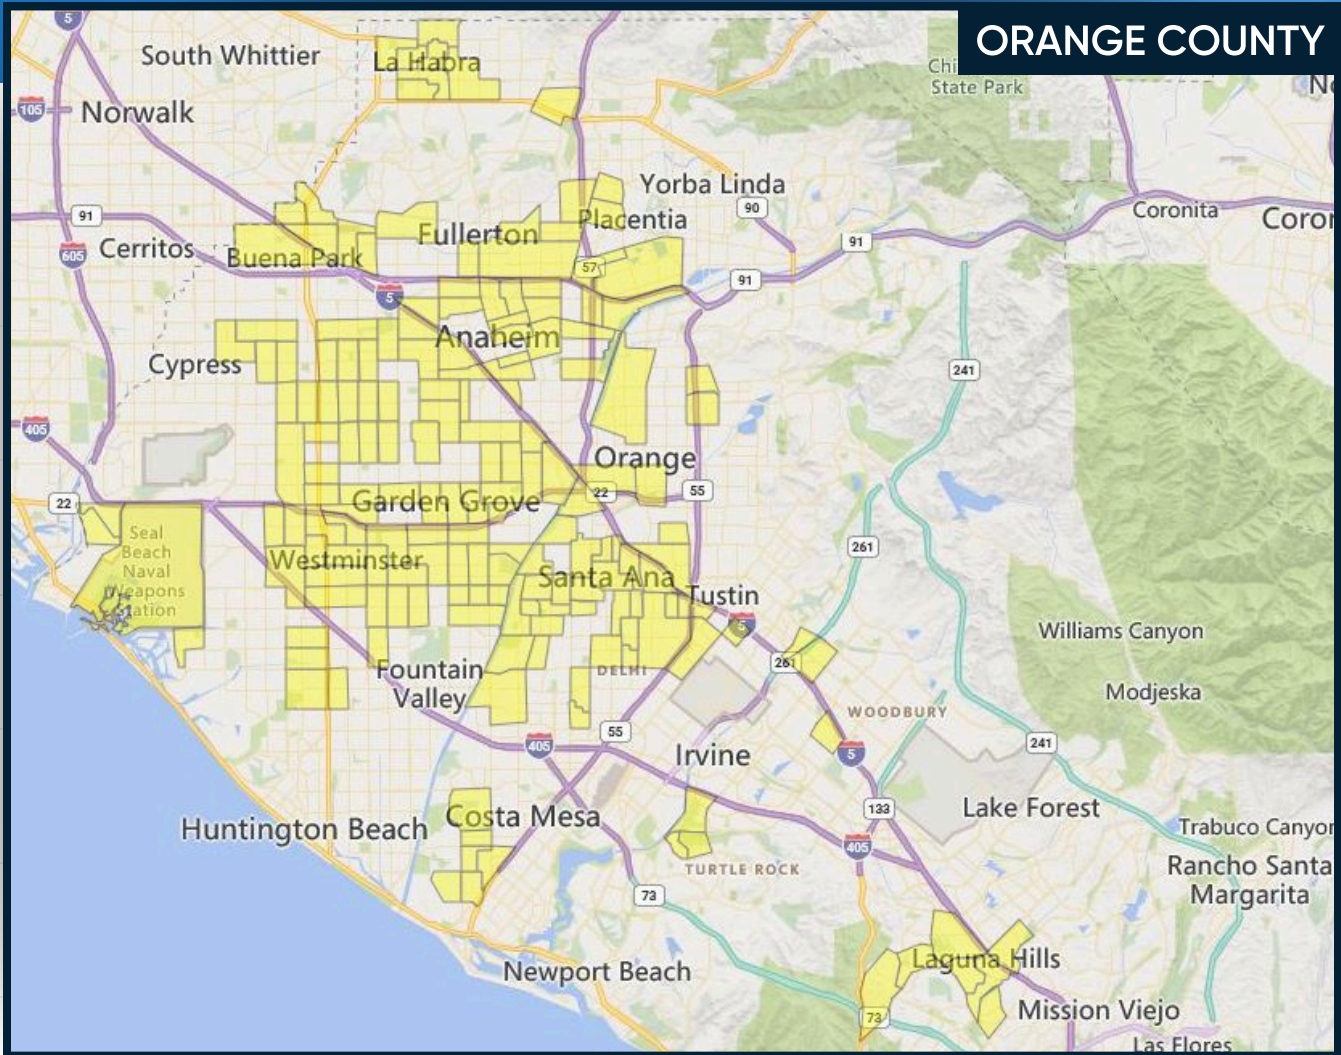 ORANGE COUNTY
5
South Whittier
La Habra
State Park
105
Norwalk
Yorba Linda
90
Placentia
Coronita
91
Fullerton
91
605
Cerritos
Buena Park
57
91
5
Anaheim
Cypress
241
405
Orange
22
Garden Grove
22
55
Seal
Beach
Naval
Weapons
Station
Westminster
261
Santa Ana
Tustin
5
Williams Canyon
261
Fountain
Valley
DELHI
Modjeska
WOODBURY
55
405
Irvine
5
241
133
Lake Forest
Costa Mesa
Huntington Beach
Trabuco Canyon
405
TURTLE ROCK
Rancho Santa
Margarita
73
Laguna Hills
Newport Beach
Mission Viejo
73
Las Flores